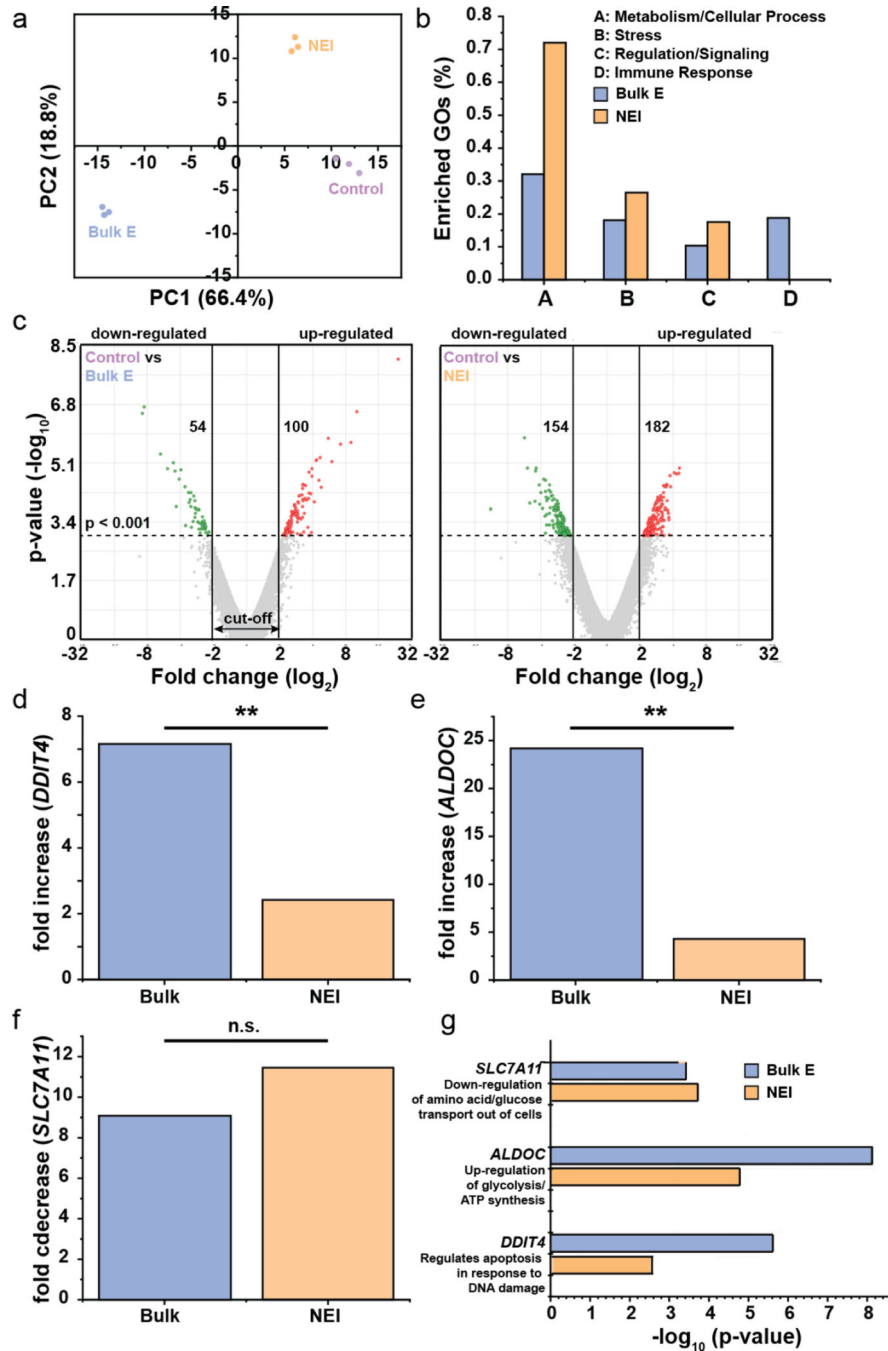 a
15
10
5
0
-5
-10
-15
-15
-10
-5
0
5
10
15
NEI
Control
Bulk E
PC2 (18.8%)
PC1 (66.4%)
b
A: Metabolism/Cellular Process
B: Stress
C: Regulation/Signaling
D: Immune Response
Bulk E
NEI
0.8
0.7
0.6
0.5
0.4
0.3
0.2
0.1
0.0
Enriched GOs (%)
A
B
C
D
c
down-regulated
up-regulated
Control vs
Bulk E
54
100
p < 0.001
cut-off
8.5
6.8
5.1
3.4
1.7
0
p-value (-log10)
-32
-8
-2
2
8
32
Fold change (log2)
down-regulated
up-regulated
Control vs
NEI
154
182
-32
-8
-2
2
8
32
Fold change (log2)
d
**
8
6
4
2
0
fold increase (DDIT4)
Bulk
NEI
e
**
25
20
15
10
5
0
fold increase (ALDOC)
Bulk
NEI
f
n.s.
12
10
8
6
4
2
0
fold cdecrease (SLC7A11)
Bulk
NEI
g
Bulk E
NEI
SLC7A11
Down-regulation
of amino acid/glucose
transport out of cells
ALDOC
Up-regulation
of glycolysis/
ATP synthesis
DDIT4
Regulates apoptosis
in response to
DNA damage
0
1
2
3
4
5
6
7
8
-log10 (p-value)